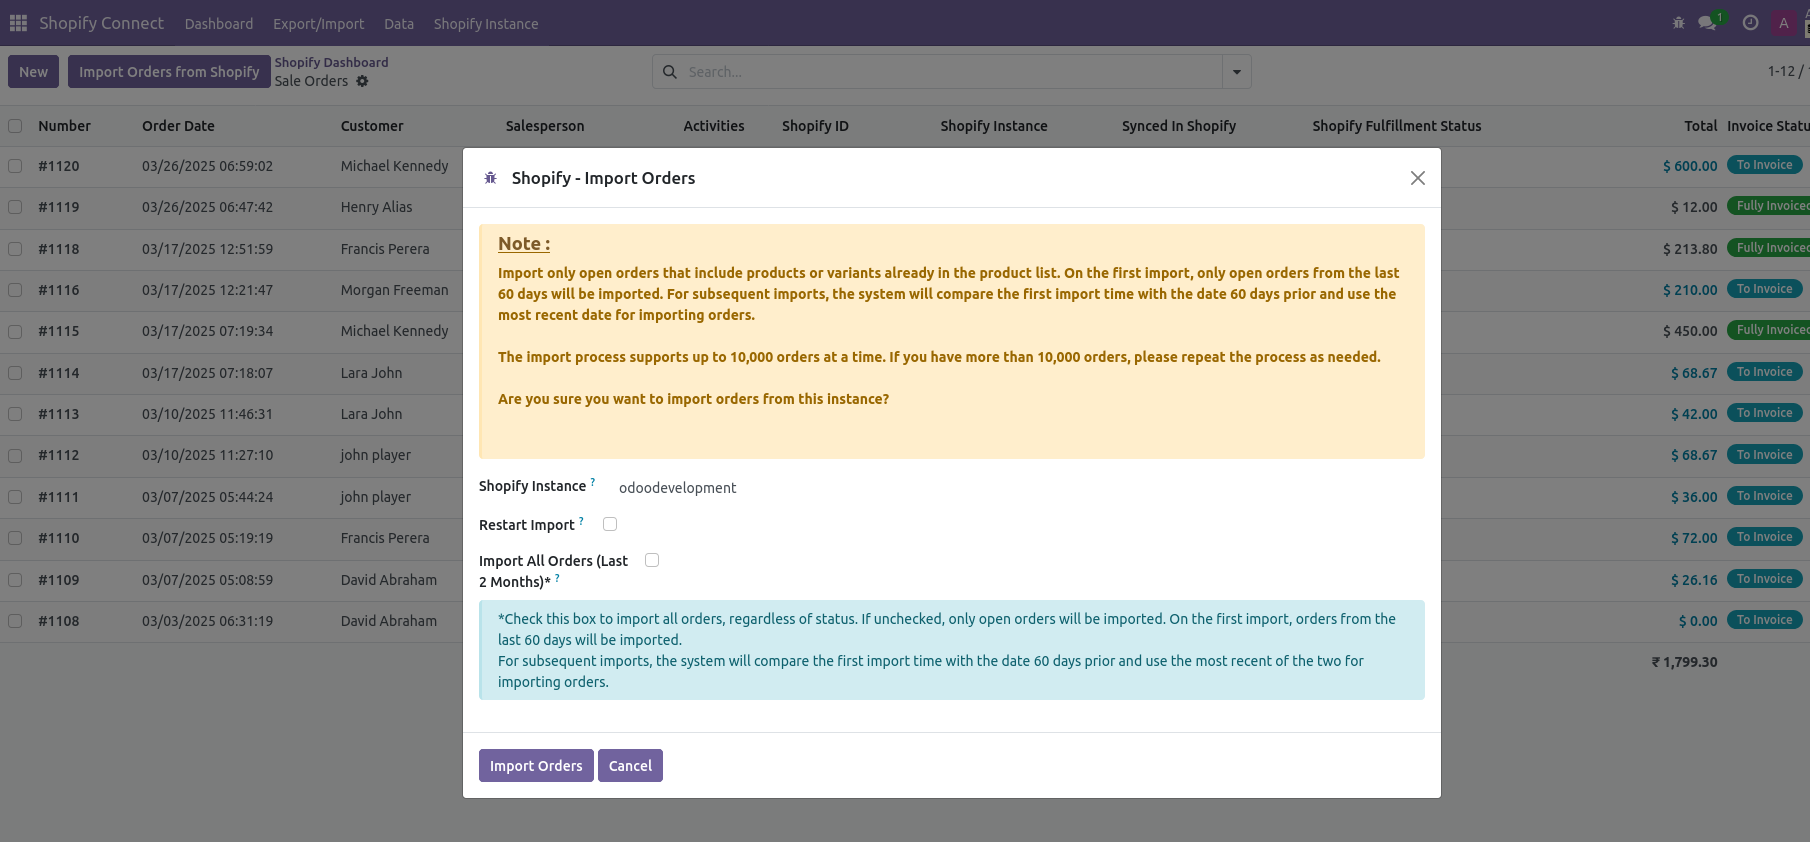 Shopify Connect Dashboard Export/Import Data Shopify Instance 1 A
New Import Orders from Shopify Shopify Dashboard
Sale Orders
Search...
1-12 /
Number Order Date Customer Salesperson Activities Shopify ID Shopify Instance Synced In Shopify Shopify Fulfillment Status Total Invoice Statu
#1120 03/26/2025 06:59:02 Michael Kennedy $ 600.00 To Invoice
#1119 03/26/2025 06:47:42 Henry Alias $ 12.00 Fully Invoiced
#1118 03/17/2025 12:51:59 Francis Perera $ 213.80 Fully Invoiced
#1116 03/17/2025 12:21:47 Morgan Freeman $ 210.00 To Invoice
#1115 03/17/2025 07:19:34 Michael Kennedy $ 450.00 Fully Invoiced
#1114 03/17/2025 07:18:07 Lara John $ 68.67 To Invoice
#1113 03/10/2025 11:46:31 Lara John $ 42.00 To Invoice
#1112 03/10/2025 11:27:10 john player $ 68.67 To Invoice
#1111 03/07/2025 05:44:24 john player $ 36.00 To Invoice
#1110 03/07/2025 05:19:19 Francis Perera $ 72.00 To Invoice
#1109 03/07/2025 05:08:59 David Abraham $ 26.16 To Invoice
#1108 03/03/2025 06:31:19 David Abraham $ 0.00 To Invoice
₹ 1,799.30
Shopify - Import Orders
Note :
Import only open orders that include products or variants already in the product list. On the first import, only open orders from the last
60 days will be imported. For subsequent imports, the system will compare the first import time with the date 60 days prior and use the
most recent date for importing orders.
The import process supports up to 10,000 orders at a time. If you have more than 10,000 orders, please repeat the process as needed.
Are you sure you want to import orders from this instance?
Shopify Instance ? odoodevelopment
Restart Import ?
Import All Orders (Last
2 Months)* ?
*Check this box to import all orders, regardless of status. If unchecked, only open orders will be imported. On the first import, orders from the
last 60 days will be imported.
For subsequent imports, the system will compare the first import time with the date 60 days prior and use the most recent of the two for
importing orders.
Import Orders Cancel